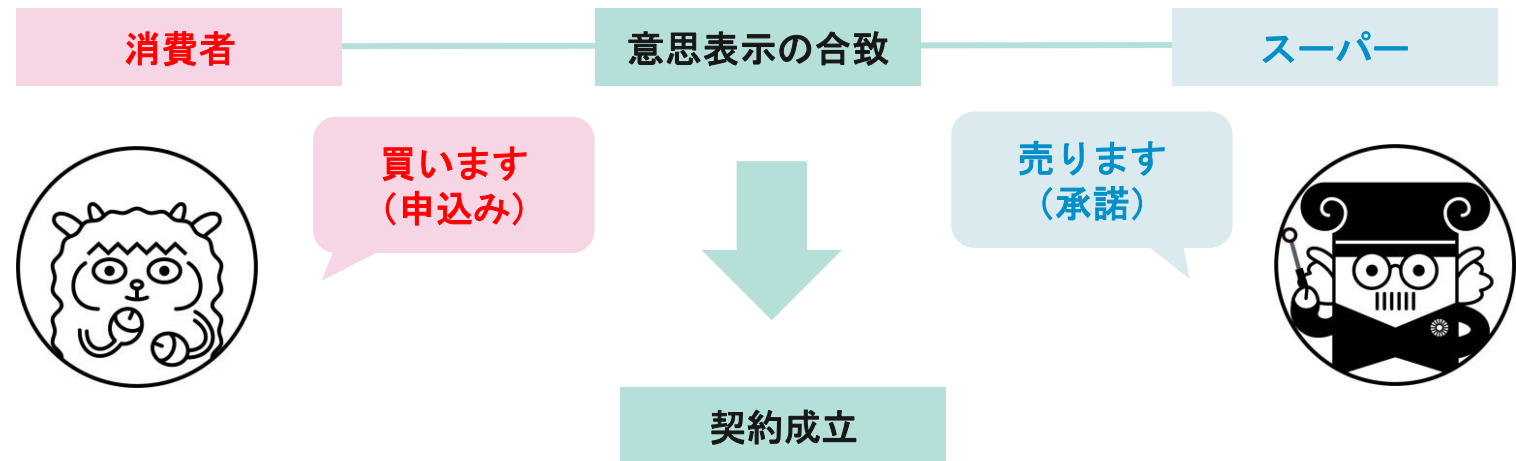 消費者
意思表示の合致
スーパー
買います
（申込み）
売ります
（承諾）
契約成立